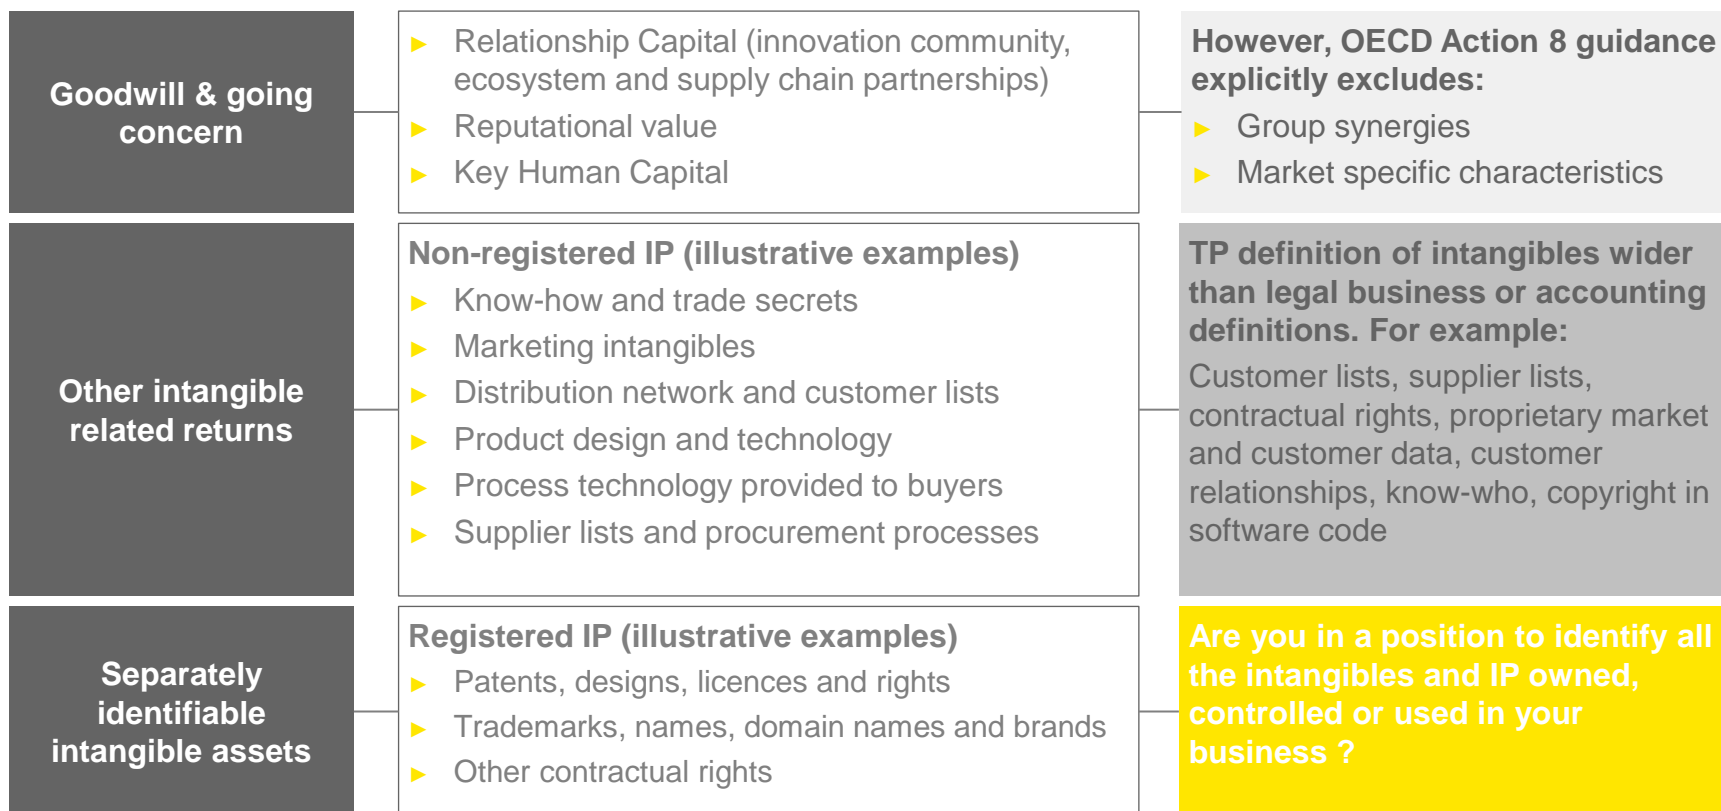 Goodwill & going
concern
► Relationship Capital (innovation community,
ecosystem and supply chain partnerships)
► Reputational value
► Key Human Capital
However, OECD Action 8 guidance
explicitly excludes:
► Group synergies
► Market specific characteristics
Other intangible
related returns
Non-registered IP (illustrative examples)
► Know-how and trade secrets
► Marketing intangibles
► Distribution network and customer lists
► Product design and technology
► Process technology provided to buyers
► Supplier lists and procurement processes
TP definition of intangibles wider
than legal business or accounting
definitions. For example:
Customer lists, supplier lists,
contractual rights, proprietary market
and customer data, customer
relationships, know-who, copyright in
software code
Separately
identifiable
intangible assets
Registered IP (illustrative examples)
► Patents, designs, licences and rights
► Trademarks, names, domain names and brands
► Other contractual rights
Are you in a position to identify all
the intangibles and IP owned,
controlled or used in your
business ?